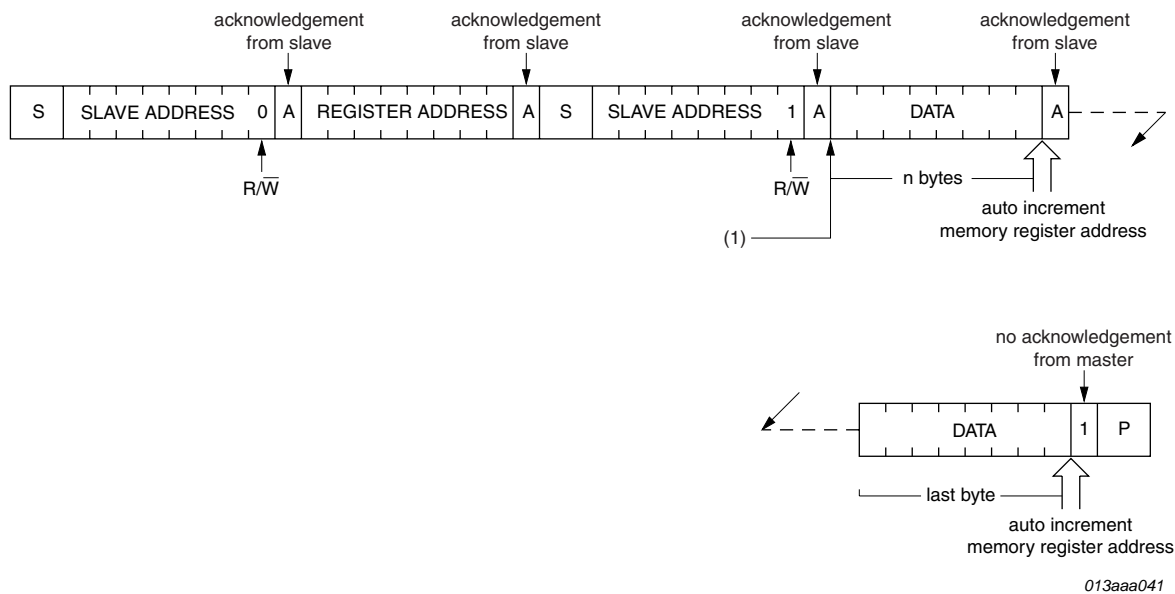 acknowledgement
from slave
acknowledgement
from slave
acknowledgement
from slave
acknowledgement
from slave
S SLAVE ADDRESS 0 A REGISTER ADDRESS A S SLAVE ADDRESS 1 A DATA A
R/W̅
R/W̅
n bytes
auto increment
memory register address
(1)
no acknowledgement
from master
DATA 1 P
last byte
auto increment
memory register address
013aaa041